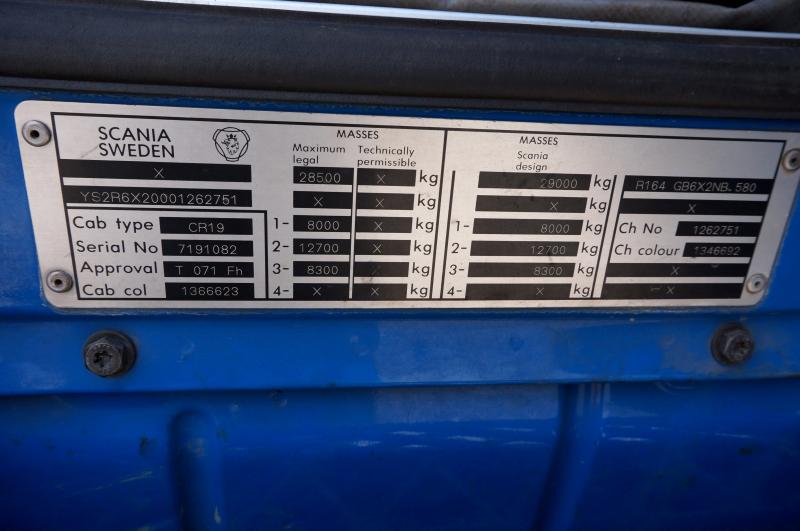 SCANIA
SWEDEN
X
YS2R6X20001262751
Cab type CR19
Serial No 7191082
Approval T 071 Fh
Cab col 1366623
MASSES
Maximum legal Technically permissible
28500 X kg
X X kg
1- 8000 X kg
2- 12700 X kg
3- 8300 X kg
4- X X kg
MASSES
Scania design
29000 kg
X kg
1- 8000 kg
2- 12700 kg
3- 8300 kg
4- X kg
R164 GB6X2NB 580
X
Ch No 1262751
Ch colour 1346692
X
X